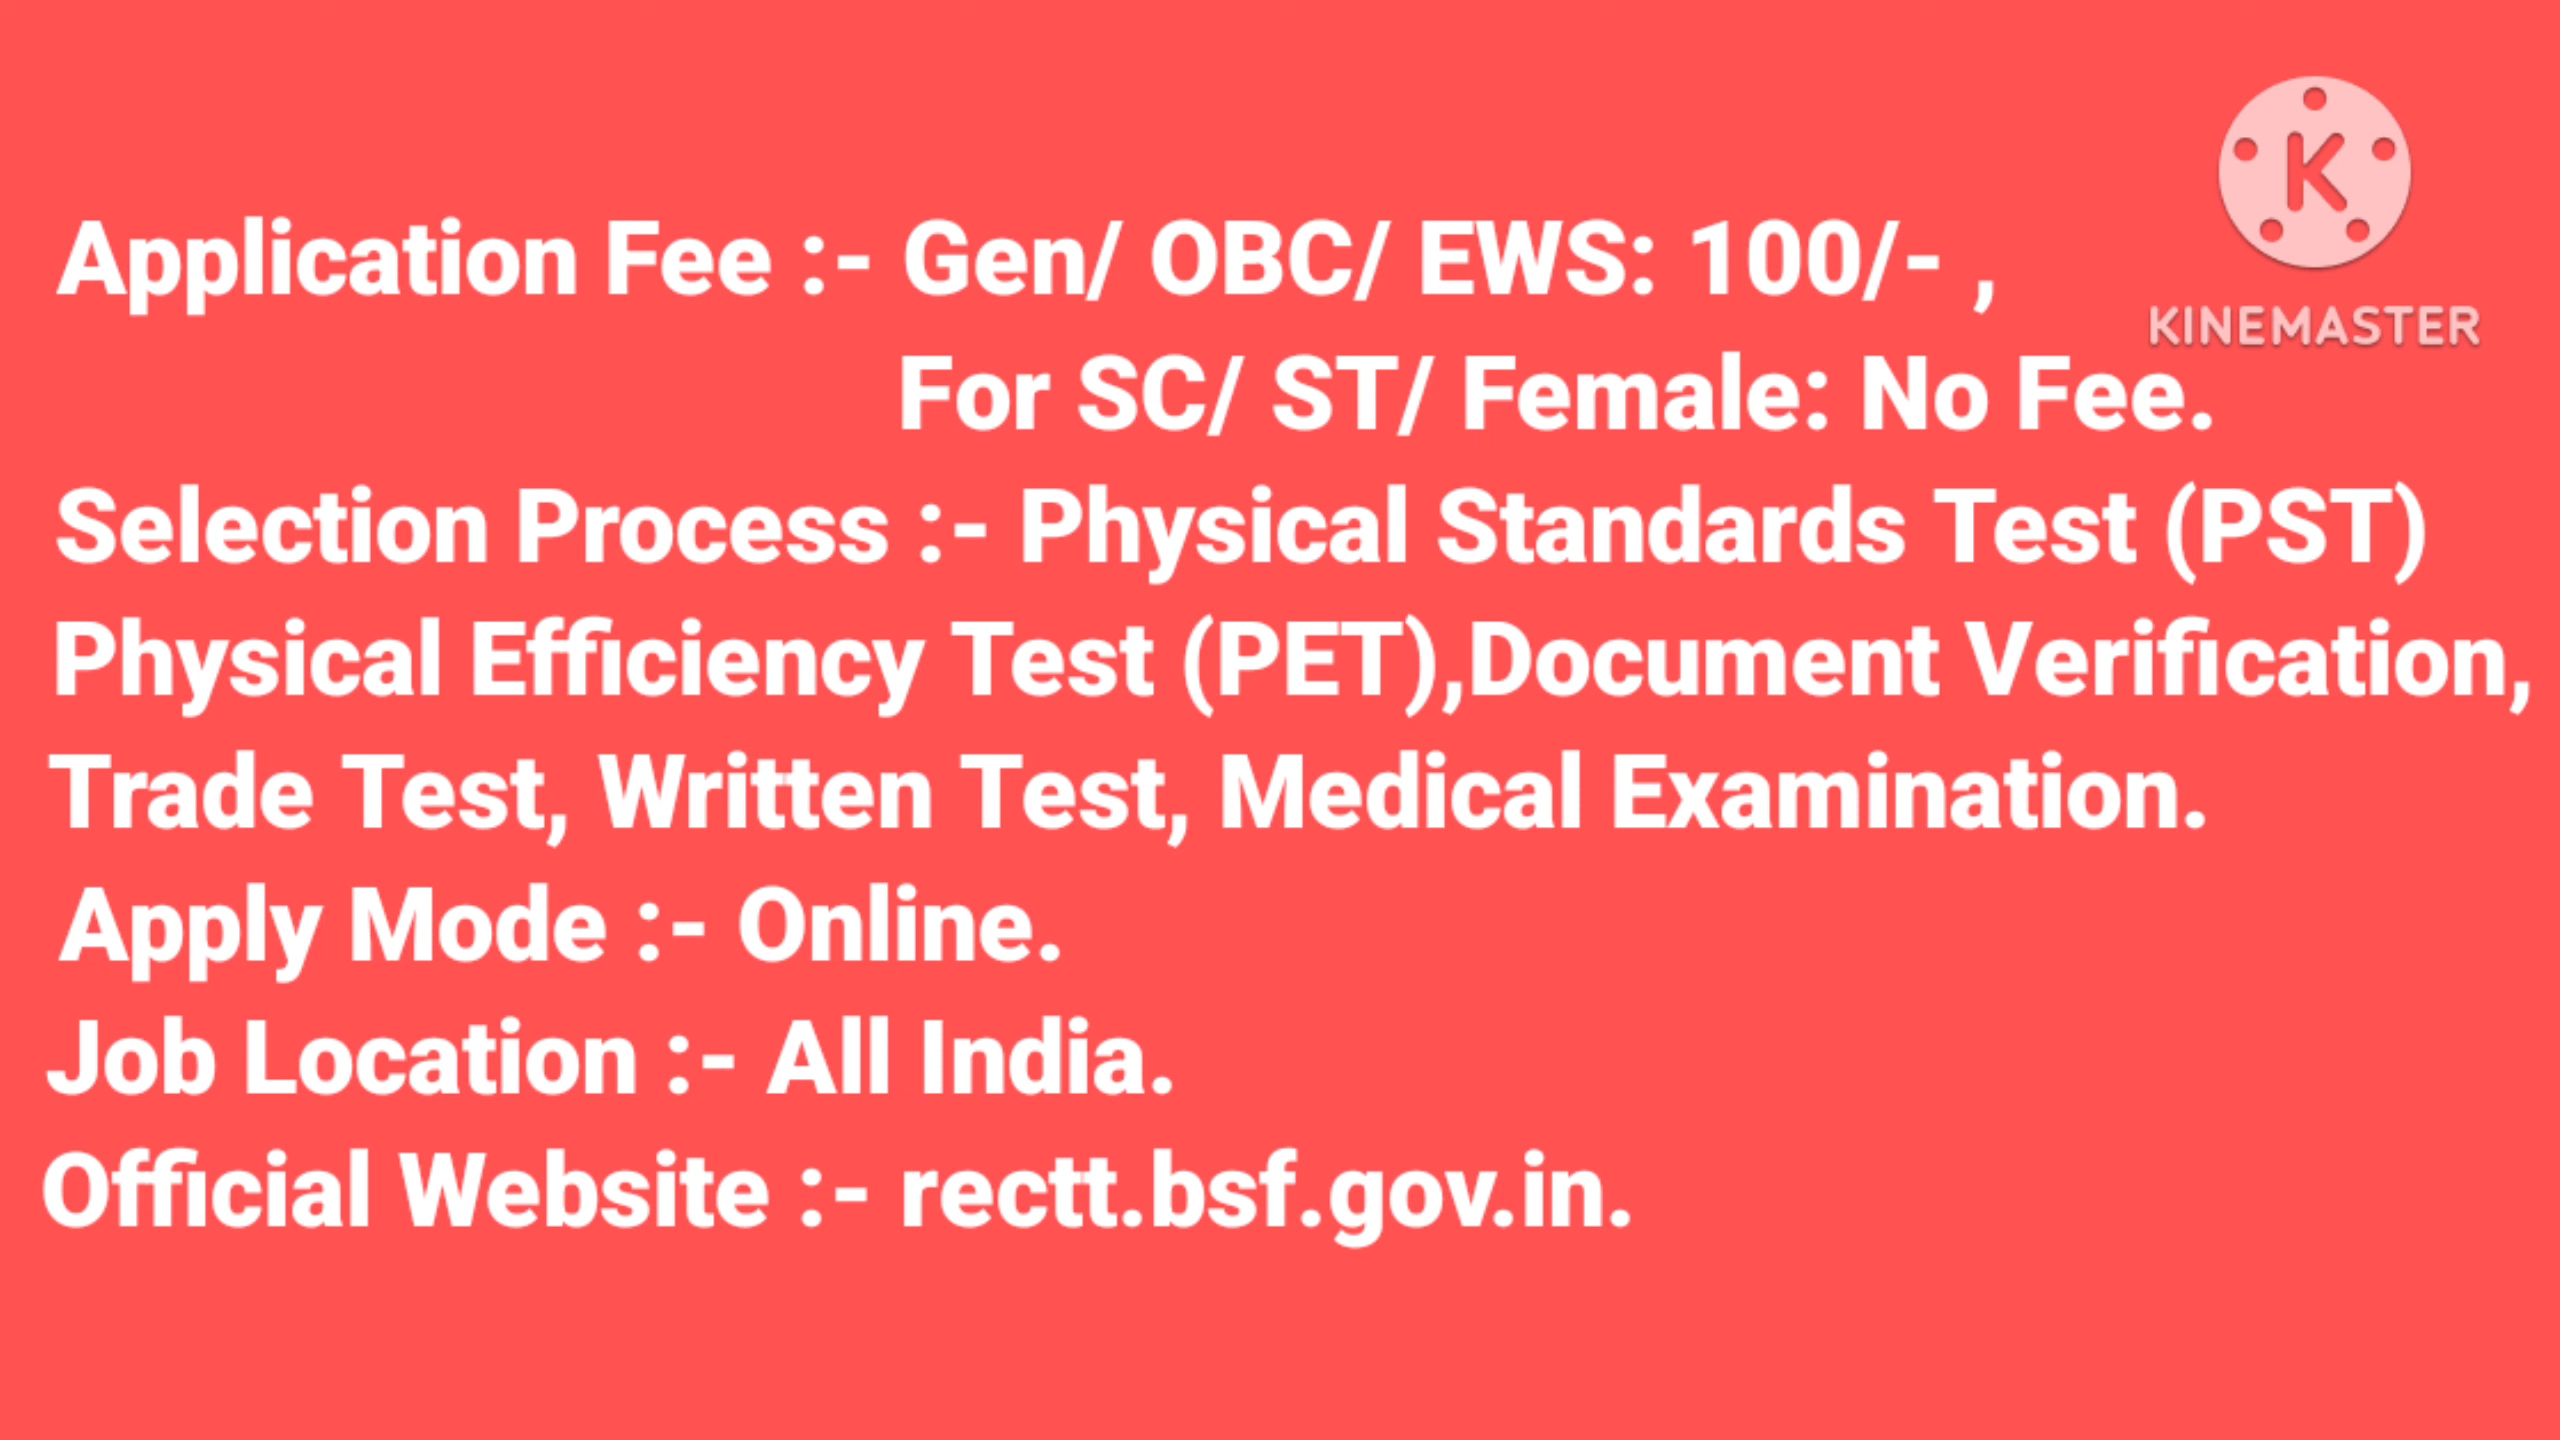 Application Fee :- Gen/ OBC/ EWS: 100/- ,
KINEMASTER
For SC/ ST/ Female: No Fee.
Selection Process :- Physical Standards Test (PST)
Physical Efficiency Test (PET),Document Verification,
Trade Test, Written Test, Medical Examination.
Apply Mode :- Online.
Job Location :- All India.
Official Website :- rectt.bsf.gov.in.